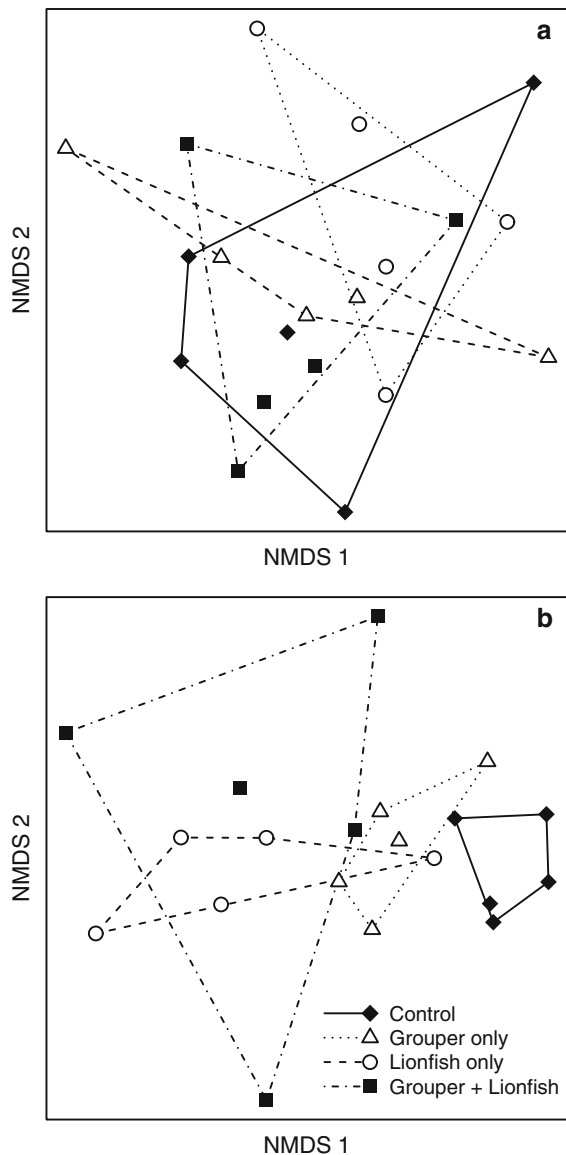 a
NMDS 2
NMDS 1
b
NMDS 2
Control
Grouper only
Lionfish only
Grouper + Lionfish
NMDS 1